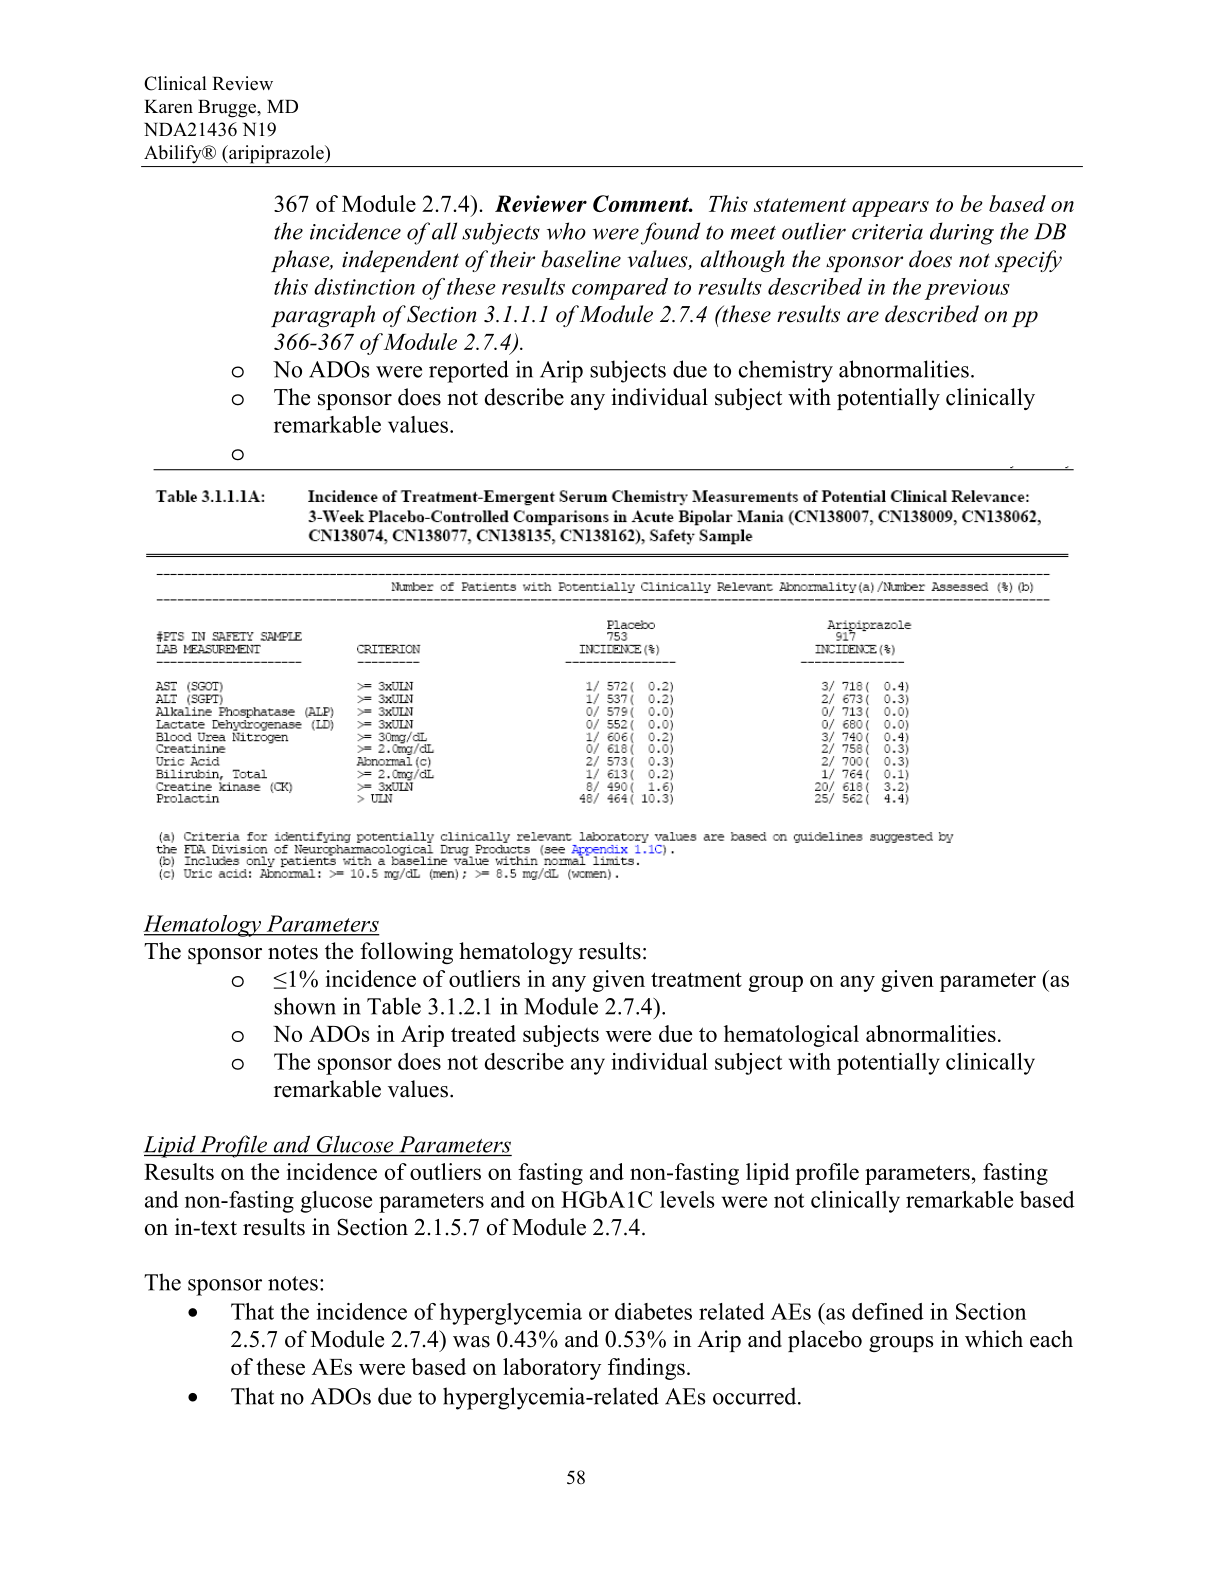 Clinical Review
Karen Brugge, MD
NDA21436 N19
Abilify® (aripiprazole)
367 of Module 2.7.4). Reviewer Comment. This statement appears to be based on
the incidence of all subjects who were found to meet outlier criteria during the DB
phase, independent of their baseline values, although the sponsor does not specify
this distinction of these results compared to results described in the previous
paragraph of Section 3.1.1.1 of Module 2.7.4 (these results are described on pp
366-367 of Module 2.7.4).
o No ADOs were reported in Arip subjects due to chemistry abnormalities.
o The sponsor does not describe any individual subject with potentially clinically
remarkable values.
o
Table 3.1.1.1A: Incidence of Treatment-Emergent Serum Chemistry Measurements of Potential Clinical Relevance:
3-Week Placebo-Controlled Comparisons in Acute Bipolar Mania (CN138007, CN138009, CN138062,
CN138074, CN138077, CN138135, CN138162), Safety Sample
Number of Patients with Potentially Clinically Relevant Abnormality(a)/Number Assessed (%)(b)
Placebo Aripiprazole
#PTS IN SAFETY SAMPLE 753 917
LAB MEASUREMENT CRITERION INCIDENCE(%) INCIDENCE(%)
AST (SGOT) >= 3xULN 1/ 572( 0.2) 3/ 718( 0.4)
ALT (SGPT) >= 3xULN 1/ 537( 0.2) 2/ 673( 0.3)
Alkaline Phosphatase (ALP) >= 3xULN 0/ 579( 0.0) 0/ 713( 0.0)
Lactate Dehydrogenase (LD) >= 3xULN 0/ 552( 0.0) 0/ 680( 0.0)
Blood Urea Nitrogen >= 30mg/dL 1/ 606( 0.2) 3/ 740( 0.4)
Creatinine >= 2.0mg/dL 0/ 618( 0.0) 2/ 758( 0.3)
Uric Acid Abnormal(c) 2/ 573( 0.3) 2/ 700( 0.3)
Bilirubin, Total >= 2.0mg/dL 1/ 613( 0.2) 1/ 764( 0.1)
Creatine kinase (CK) >= 3xULN 8/ 490( 1.6) 20/ 618( 3.2)
Prolactin > ULN 48/ 464( 10.3) 25/ 562( 4.4)
(a) Criteria for identifying potentially clinically relevant laboratory values are based on guidelines suggested by
the FDA Division of Neuropharmacological Drug Products (see Appendix 1.1C).
(b) Includes only patients with a baseline value within normal limits.
(c) Uric acid: Abnormal: >= 10.5 mg/dL (men); >= 8.5 mg/dL (women).
Hematology Parameters
The sponsor notes the following hematology results:
o ≤1% incidence of outliers in any given treatment group on any given parameter (as
shown in Table 3.1.2.1 in Module 2.7.4).
o No ADOs in Arip treated subjects were due to hematological abnormalities.
o The sponsor does not describe any individual subject with potentially clinically
remarkable values.
Lipid Profile and Glucose Parameters
Results on the incidence of outliers on fasting and non-fasting lipid profile parameters, fasting
and non-fasting glucose parameters and on HGbA1C levels were not clinically remarkable based
on in-text results in Section 2.1.5.7 of Module 2.7.4.
The sponsor notes:
• That the incidence of hyperglycemia or diabetes related AEs (as defined in Section
2.5.7 of Module 2.7.4) was 0.43% and 0.53% in Arip and placebo groups in which each
of these AEs were based on laboratory findings.
• That no ADOs due to hyperglycemia-related AEs occurred.
58